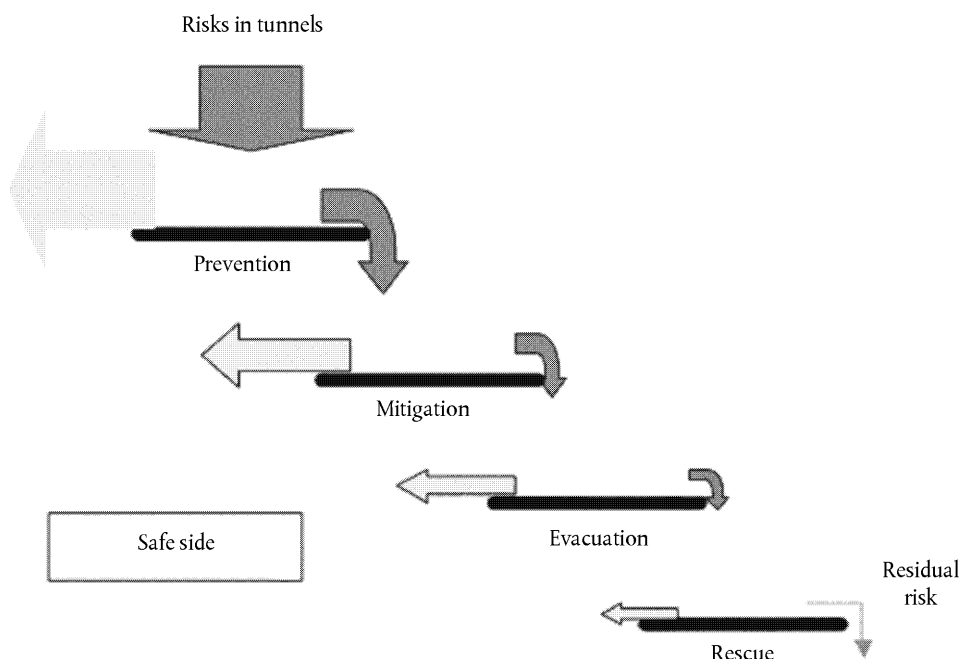 Risks in tunnels
Prevention
Mitigation
Evacuation
Safe side
Residual
risk
Rescue